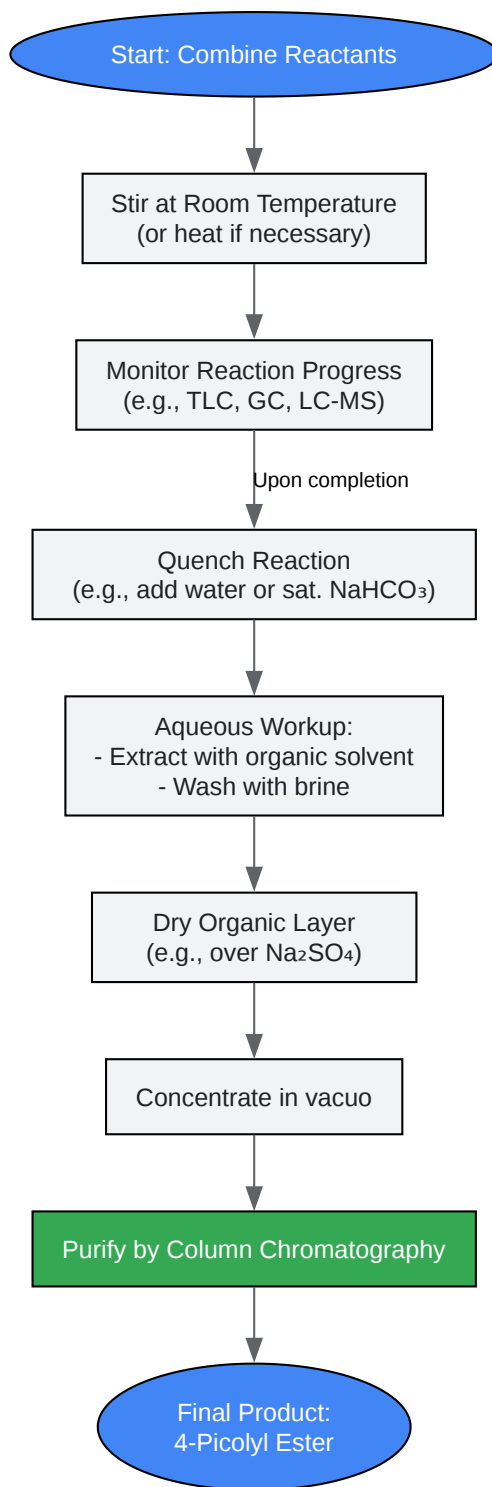 Start: Combine Reactants
Stir at Room Temperature
(or heat if necessary)
Monitor Reaction Progress
(e.g., TLC, GC, LC-MS)
Upon completion
Quench Reaction
(e.g., add water or sat. NaHCO₃)
Aqueous Workup:
- Extract with organic solvent
- Wash with brine
Dry Organic Layer
(e.g., over Na₂SO₄)
Concentrate in vacuo
Purify by Column Chromatography
Final Product:
4-Picolyl Ester